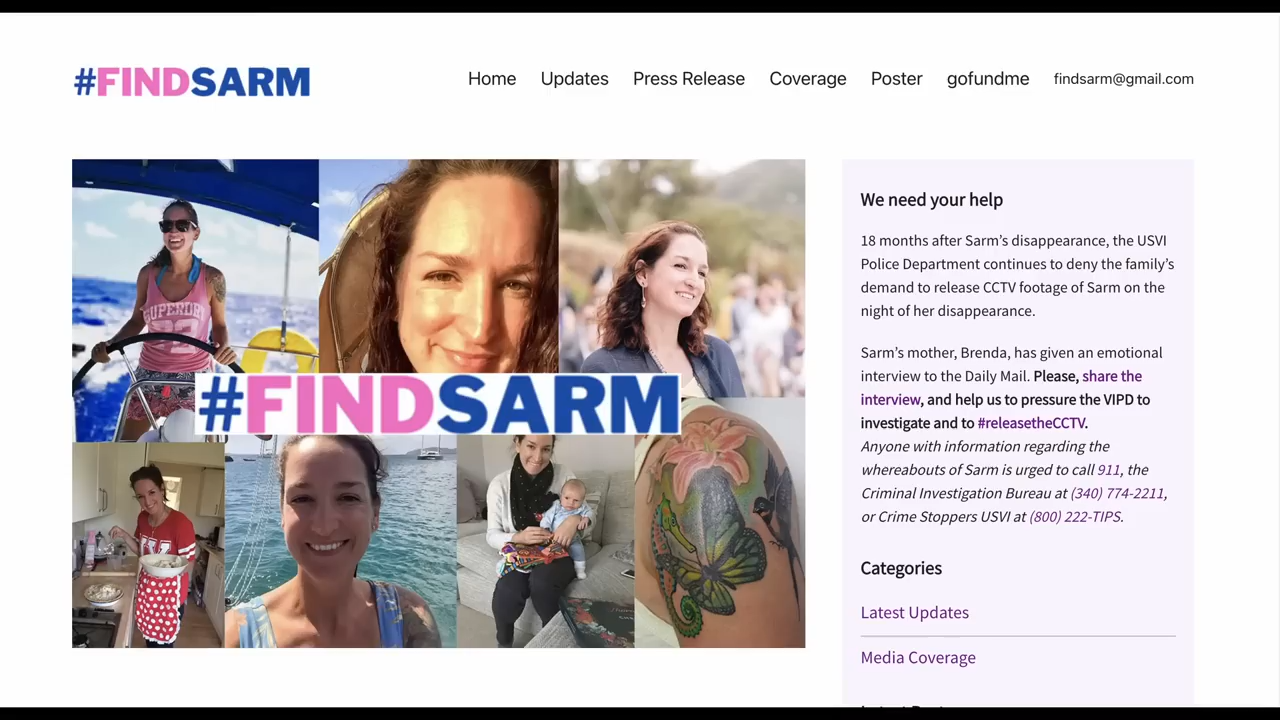 #FINDSARM
Home Updates Press Release Coverage Poster gofundme findsarm@gmail.com
SUPERDRY
#FINDSARM
We need your help
18 months after Sarm’s disappearance, the USVI
Police Department continues to deny the family’s
demand to release CCTV footage of Sarm on the
night of her disappearance.
Sarm’s mother, Brenda, has given an emotional
interview to the Daily Mail. Please, share the
interview, and help us to pressure the VIPD to
investigate and to #releasetheCCTV.
Anyone with information regarding the
whereabouts of Sarm is urged to call 911, the
Criminal Investigation Bureau at (340) 774-2211,
or Crime Stoppers USVI at (800) 222-TIPS.
Categories
Latest Updates
Media Coverage